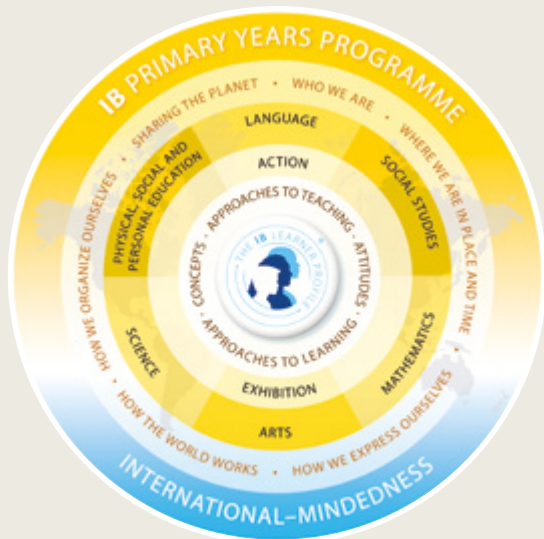 IB PRIMARY YEARS PROGRAMME
SHARING THE PLANET • WHO WE ARE • WHERE WE ARE IN PLACE AND TIME • HOW WE EXPRESS OURSELVES • HOW THE WORLD WORKS • HOW WE ORGANIZE OURSELVES •
LANGUAGE
SOCIAL STUDIES
MATHEMATICS
ARTS
SCIENCE
PHYSICAL, SOCIAL AND
PERSONAL EDUCATION
ACTION
EXHIBITION
APPROACHES TO TEACHING · ATTITUDES · APPROACHES TO LEARNING · CONCEPTS ·
THE IB LEARNER PROFILE
INTERNATIONAL–MINDEDNESS